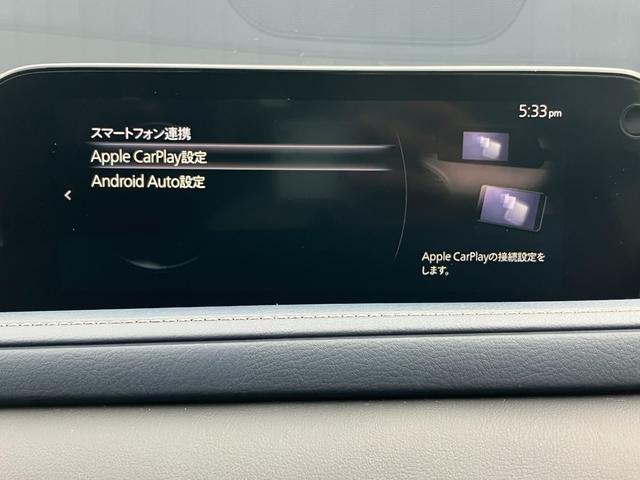 5:33pm
スマートフォン連携
Apple CarPlay設定
Android Auto設定
Apple CarPlayの接続設定を
します。